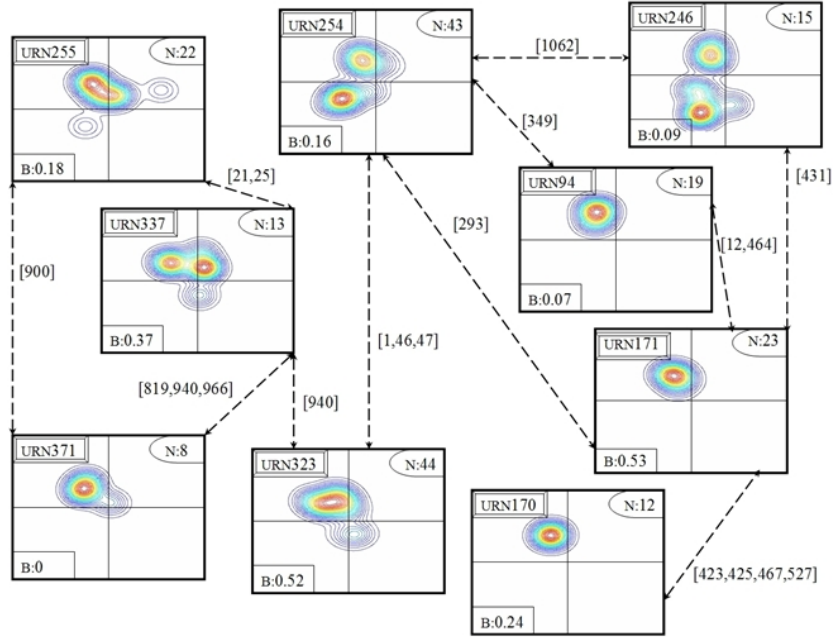 URN255 N:22
B:0.18
URN254 N:43
B:0.16
[1062]
URN246 N:15
B:0.09
[21,25]
[349]
[431]
URN337 N:13
B:0.37
URN94 N:19
B:0.07
[900]
[293]
[12,464]
[1,46,47]
URN171 N:23
B:0.53
[819,940,966]
[940]
URN371 N:8
B:0
URN323 N:44
B:0.52
URN170 N:12
B:0.24
[423,425,467,527]